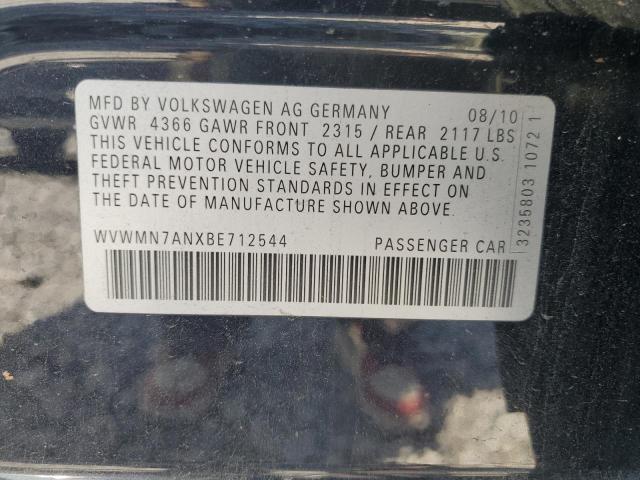 MFD BY VOLKSWAGEN AG GERMANY 08/10
GVWR 4366 GAWR FRONT 2315 / REAR 2117 LBS
THIS VEHICLE CONFORMS TO ALL APPLICABLE U.S.
FEDERAL MOTOR VEHICLE SAFETY, BUMPER AND
THEFT PREVENTION STANDARDS IN EFFECT ON
THE DATE OF MANUFACTURE SHOWN ABOVE.
WVWMN7ANXBE712544 PASSENGER CAR
3235803 10721